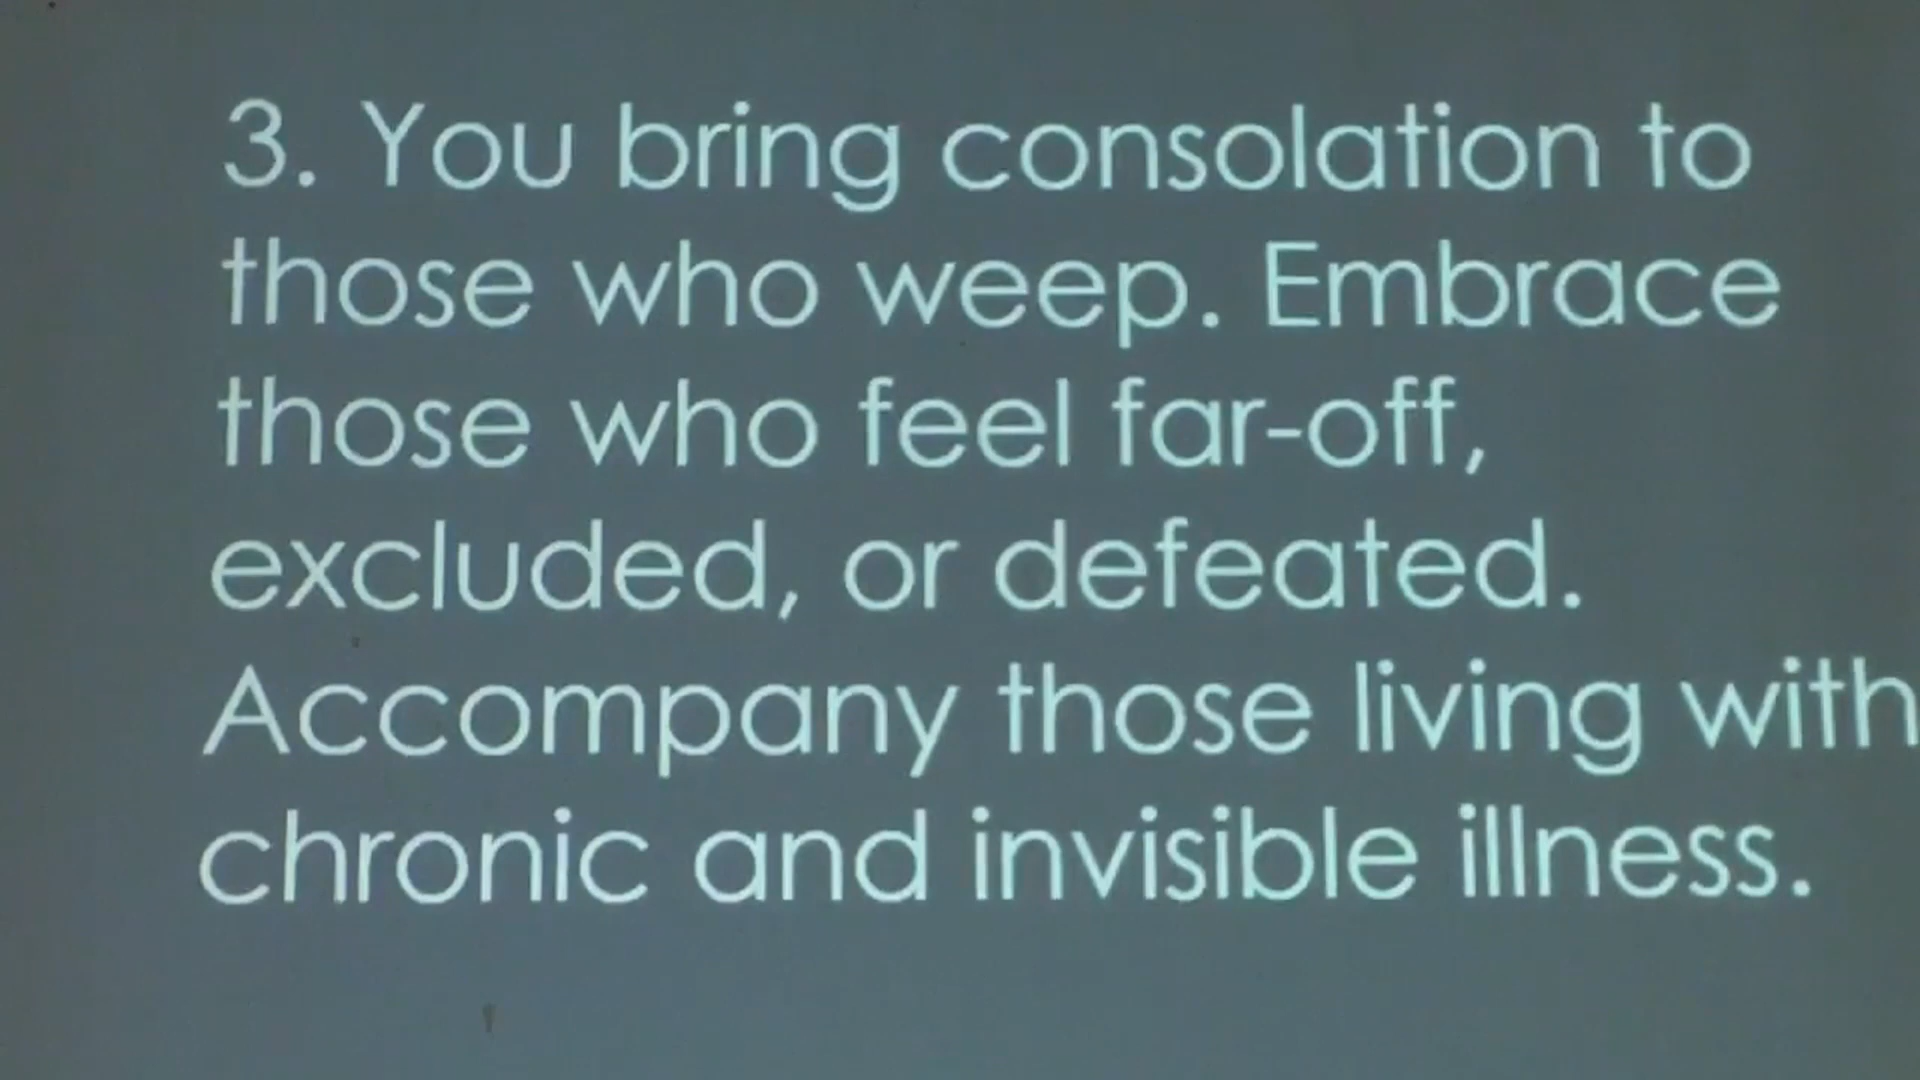 3. You bring consolation to
those who weep. Embrace
those who feel far-off,
excluded, or defeated.
Accompany those living with
chronic and invisible illness.